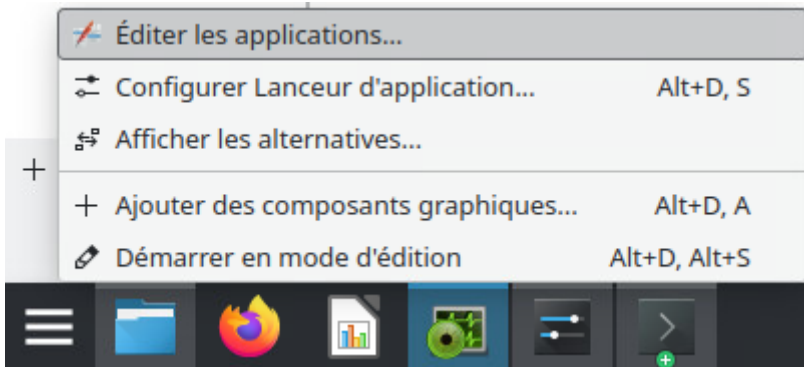 Éditer les applications...
Configurer Lanceur d'application... Alt+D, S
Afficher les alternatives...
Ajouter des composants graphiques... Alt+D, A
Démarrer en mode d'édition Alt+D, Alt+S